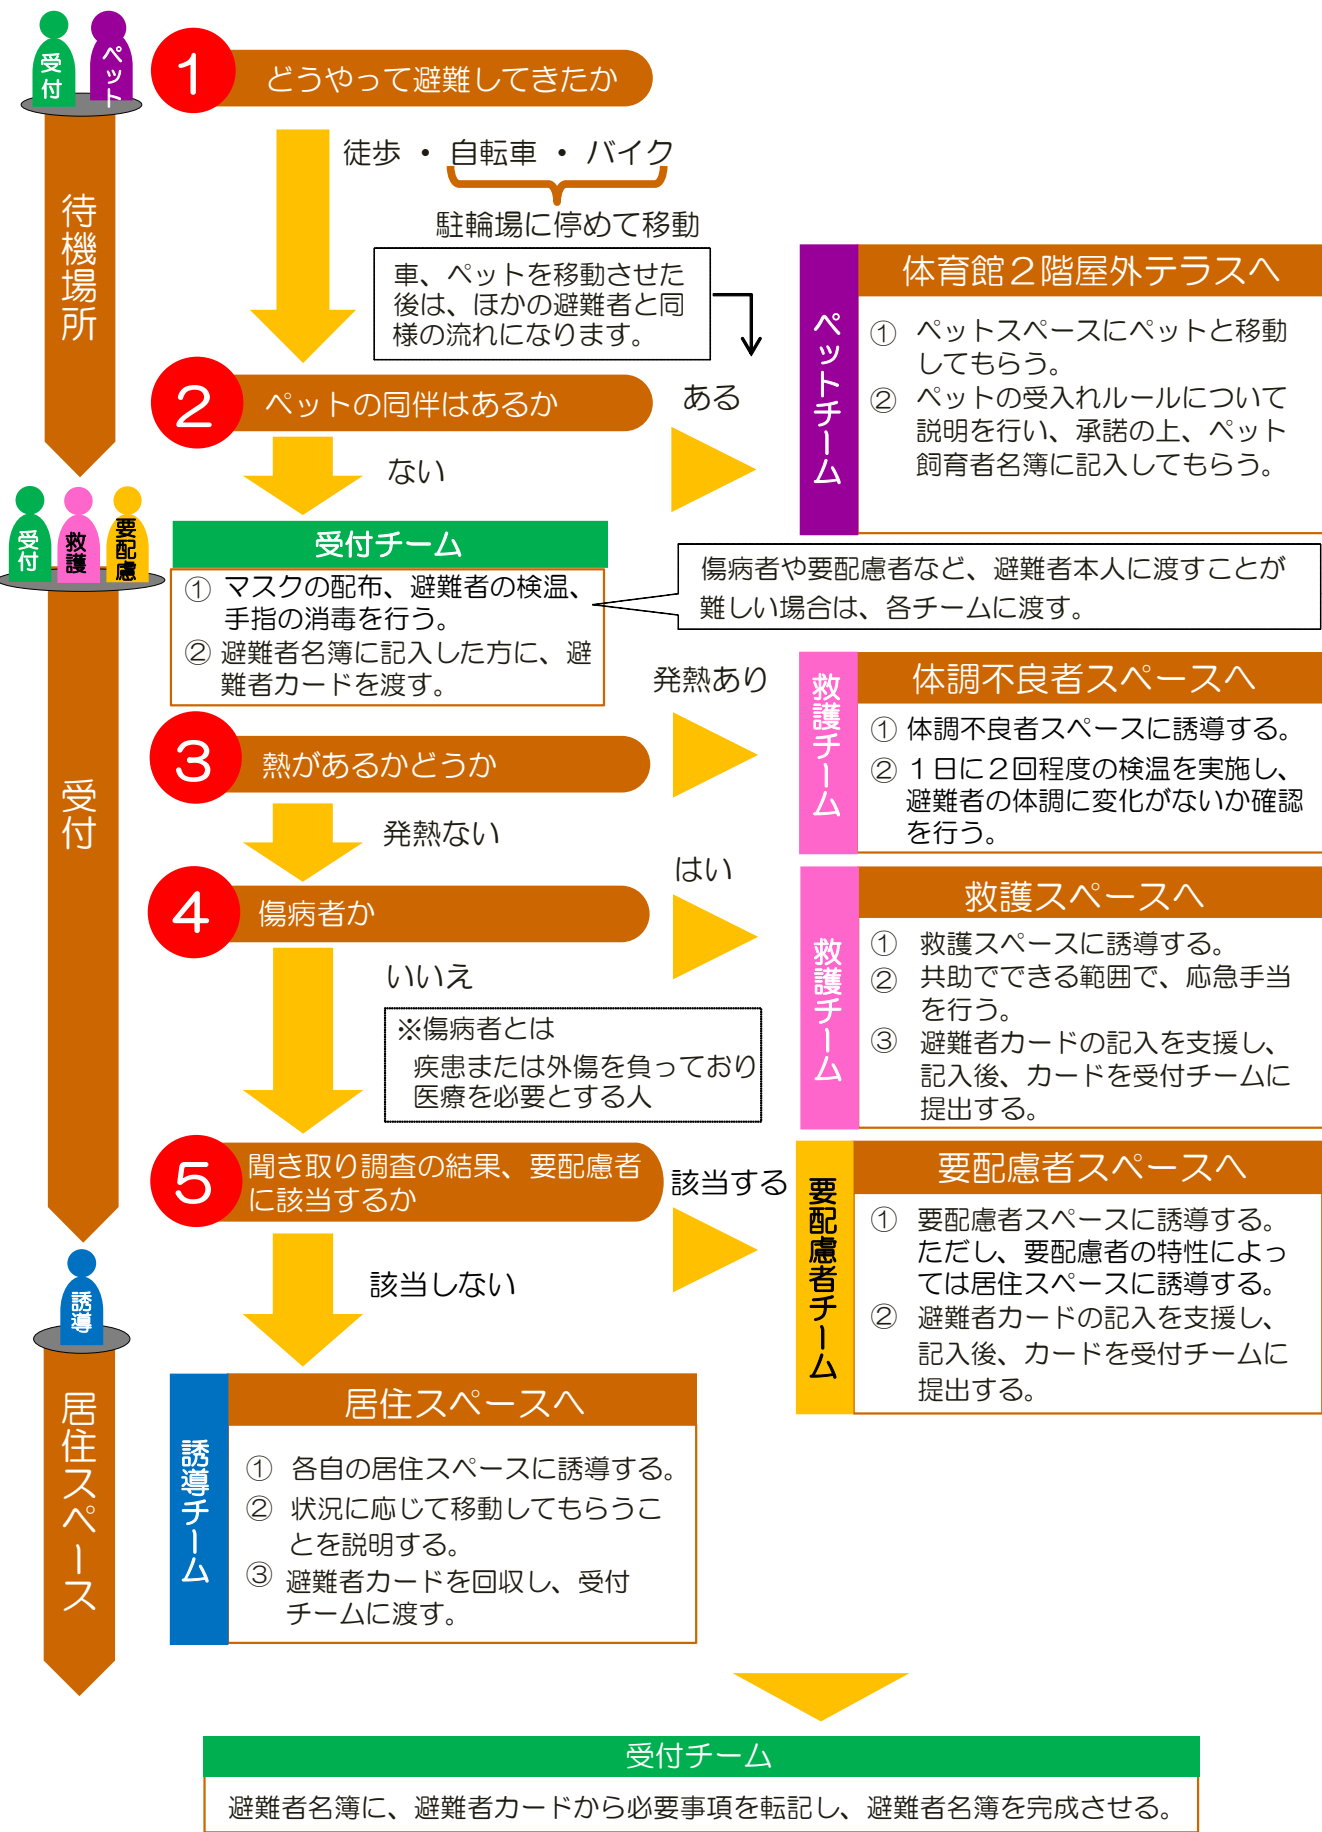 受付
ペット
1
どうやって避難してきたか
待機場所
徒歩 ・ 自転車 ・ バイク
駐輪場に停めて移動
車、ペットを移動させた
後は、ほかの避難者と同
様の流れになります。
2
ペットの同伴はあるか
ある
ない
ペットチーム
体育館２階屋外テラスへ
① ペットスペースにペットと移動
してもらう。
② ペットの受入れルールについて
説明を行い、承諾の上、ペット
飼育者名簿に記入してもらう。
受付
救護
要配慮
受付
受付チーム
① マスクの配布、避難者の検温、
手指の消毒を行う。
② 避難者名簿に記入した方に、避
難者カードを渡す。
傷病者や要配慮者など、避難者本人に渡すことが
難しい場合は、各チームに渡す。
3
熱があるかどうか
発熱あり
発熱ない
救護チーム
体調不良者スペースへ
① 体調不良者スペースに誘導する。
② １日に２回程度の検温を実施し、
避難者の体調に変化がないか確認
を行う。
4
傷病者か
はい
いいえ
※傷病者とは
疾患または外傷を負っており
医療を必要とする人
救護チーム
救護スペースへ
① 救護スペースに誘導する。
② 共助でできる範囲で、応急手当
を行う。
③ 避難者カードの記入を支援し、
記入後、カードを受付チームに
提出する。
5
聞き取り調査の結果、要配慮者
に該当するか
該当する
該当しない
要配慮者チーム
要配慮者スペースへ
① 要配慮者スペースに誘導する。
ただし、要配慮者の特性によっ
ては居住スペースに誘導する。
② 避難者カードの記入を支援し、
記入後、カードを受付チームに
提出する。
誘導
居住スペース
誘導チーム
居住スペースへ
① 各自の居住スペースに誘導する。
② 状況に応じて移動してもらうこ
とを説明する。
③ 避難者カードを回収し、受付
チームに渡す。
受付チーム
避難者名簿に、避難者カードから必要事項を転記し、避難者名簿を完成させる。